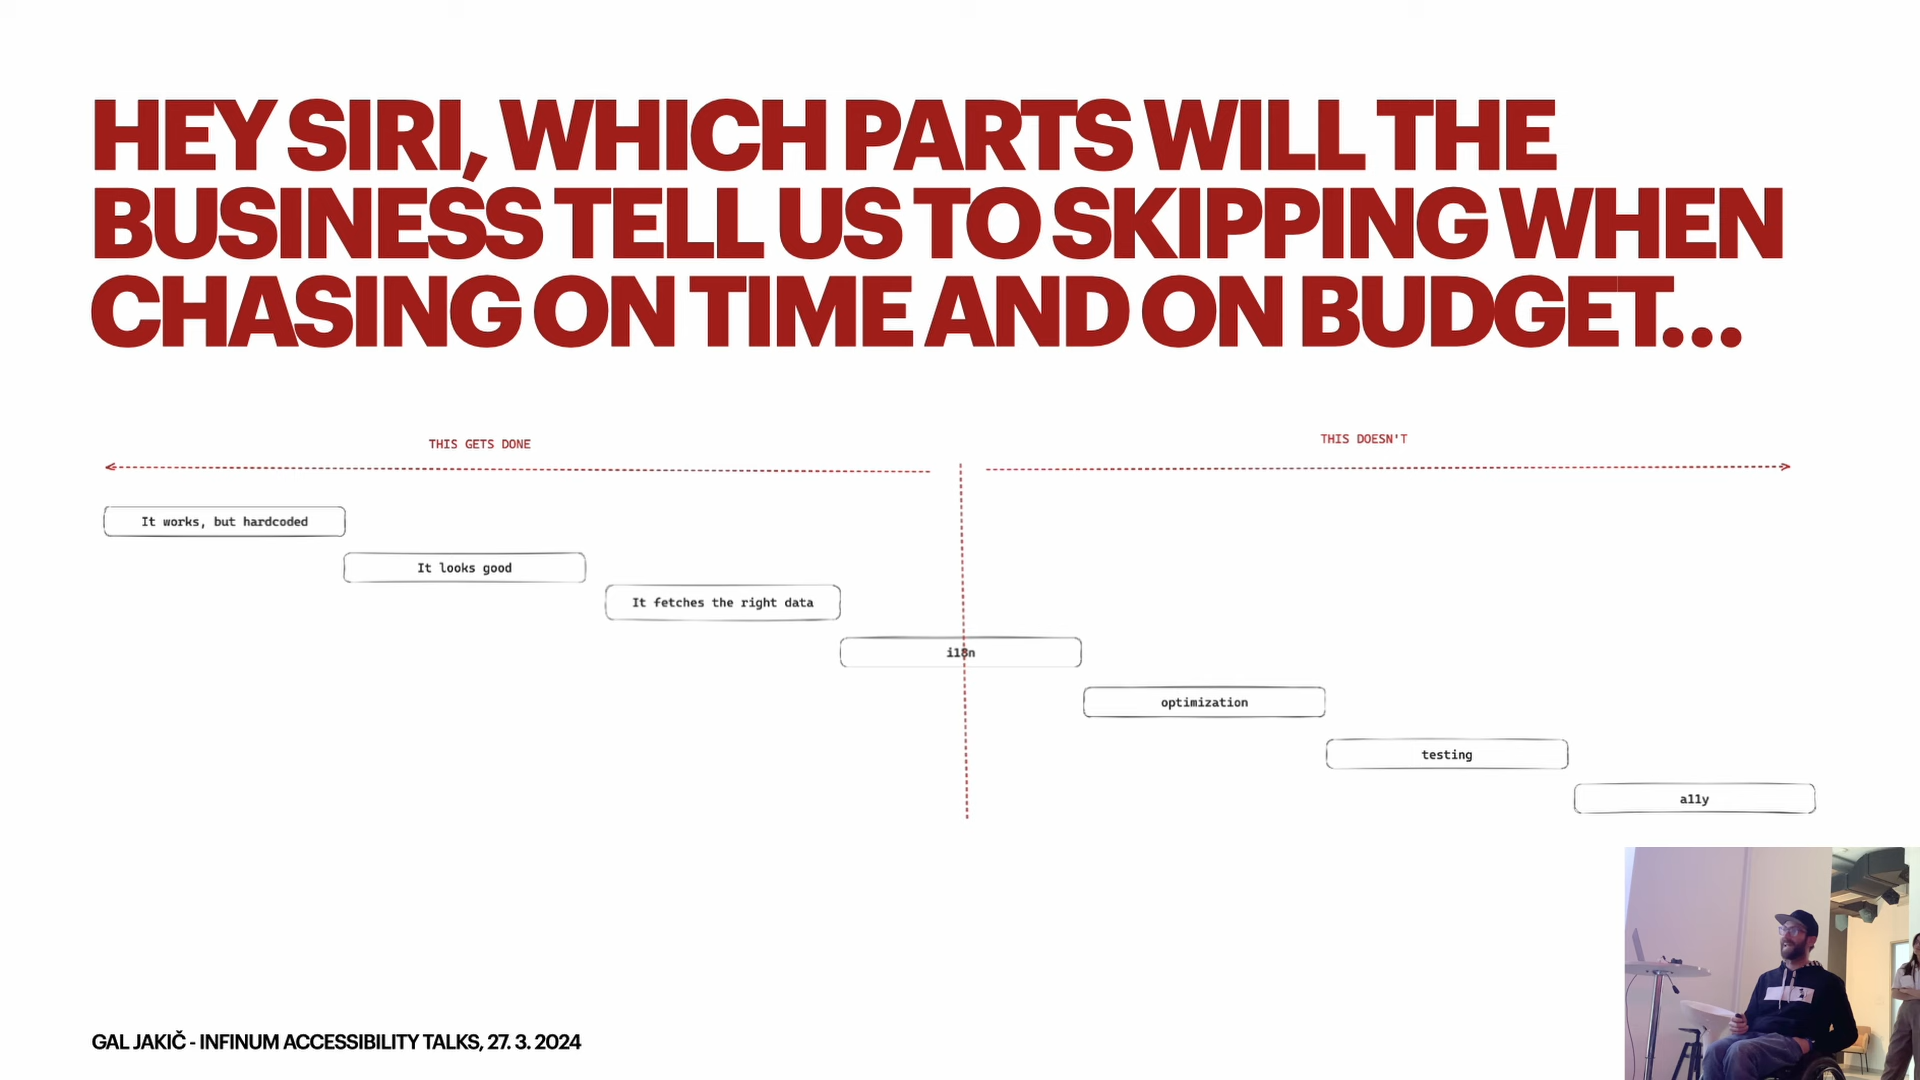 HEY SIRI, WHICH PARTS WILL THE
BUSINESS TELL US TO SKIPPING WHEN
CHASING ON TIME AND ON BUDGET...
THIS GETS DONE
THIS DOESN'T
It works, but hardcoded
It looks good
It fetches the right data
i18n
optimization
testing
a11y
GAL JAKIČ - INFINUM ACCESSIBILITY TALKS, 27. 3. 2024